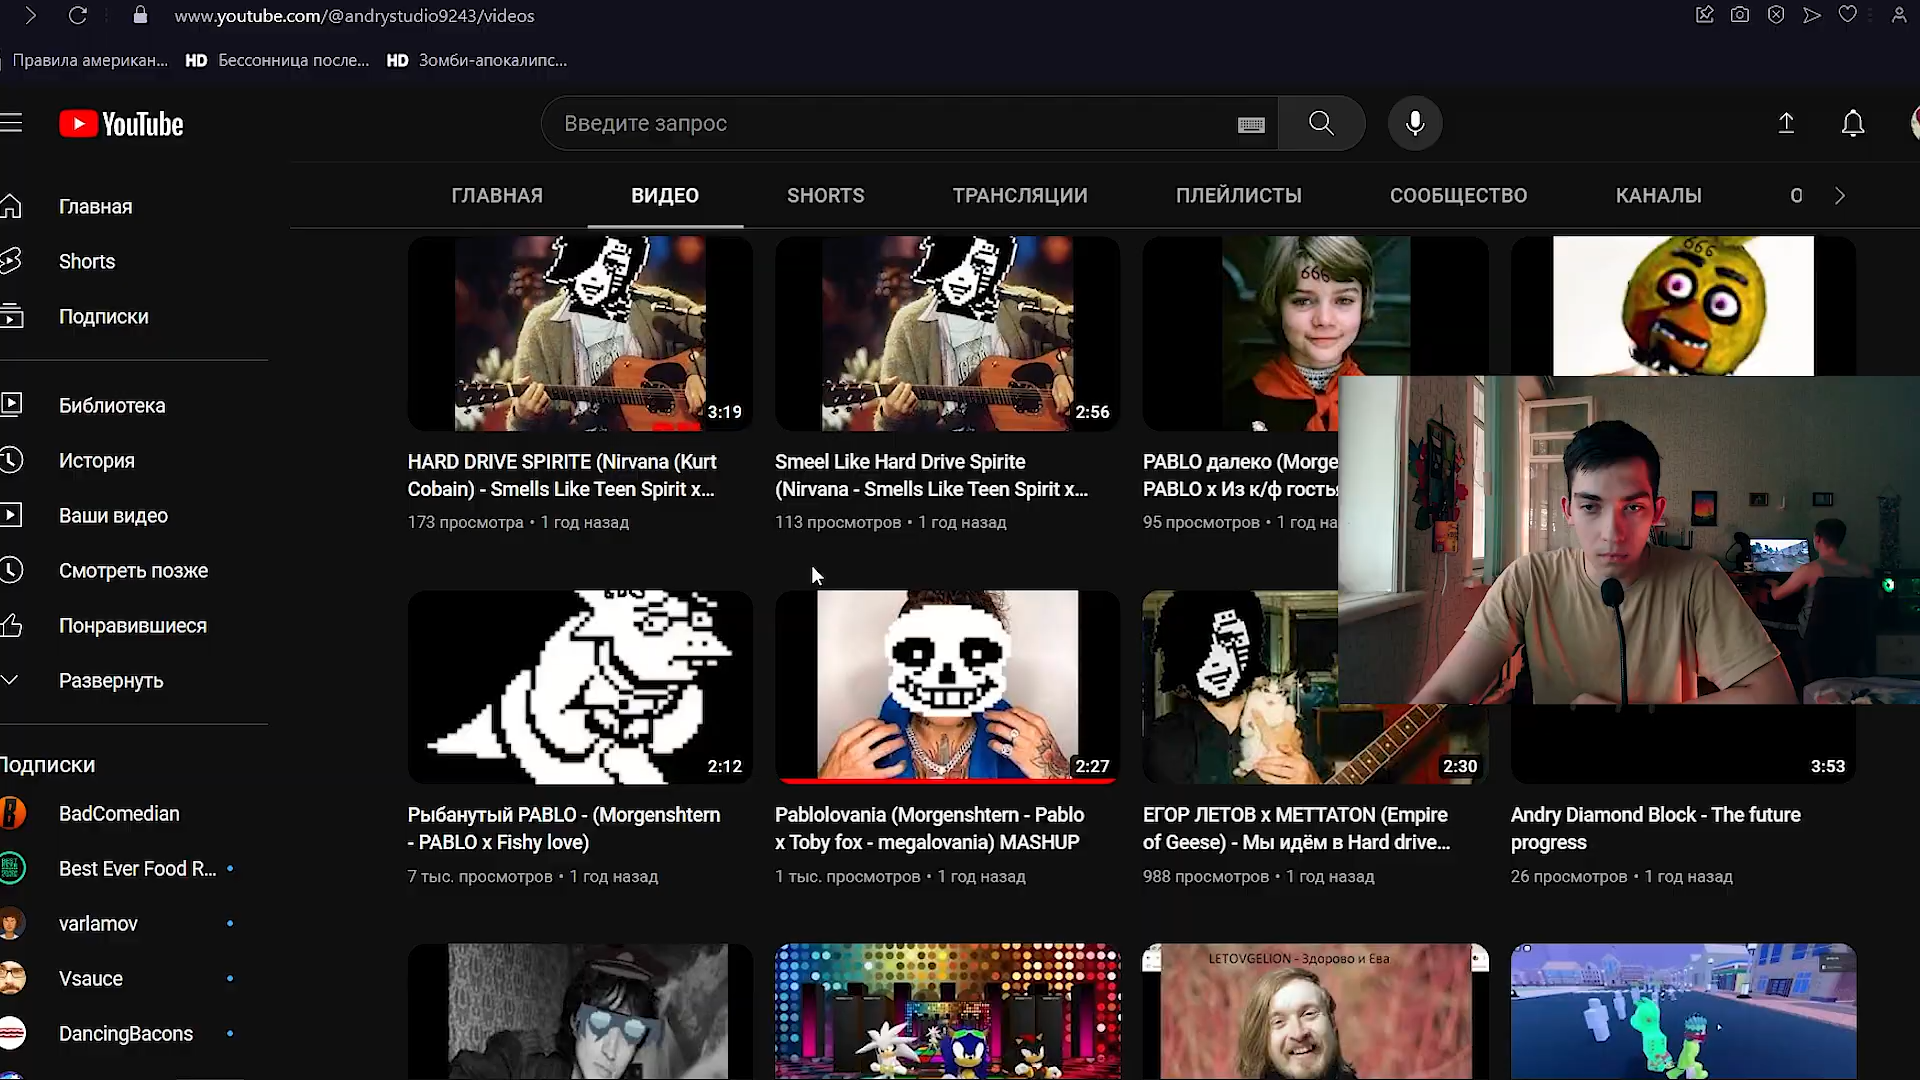 www.youtube.com/@andrystudio9243/videos
Правила американ...
HD Бессонница после...
HD Зомби-апокалипс...
YouTube
Введите запрос
ГЛАВНАЯ
ВИДЕО
SHORTS
ТРАНСЛЯЦИИ
ПЛЕЙЛИСТЫ
СООБЩЕСТВО
КАНАЛЫ
О
Главная
Shorts
Подписки
Библиотека
История
Ваши видео
Смотреть позже
Понравившиеся
Развернуть
Подписки
BadComedian
Best Ever Food R...
varlamov
Vsauce
DancingBacons
3:19
HARD DRIVE SPIRITE (Nirvana (Kurt
Cobain) - Smells Like Teen Spirit x...
173 просмотра • 1 год назад
2:56
Smeel Like Hard Drive Spirite
(Nirvana - Smells Like Teen Spirit x...
113 просмотров • 1 год назад
666
PABLO далеко (Morge
PABLO x Из к/ф гостья
95 просмотров • 1 год на
666
2:12
Рыбанутый PABLO - (Morgenshtern
- PABLO x Fishy love)
7 тыс. просмотров • 1 год назад
2:27
Pablolovania (Morgenshtern - Pablo
x Toby fox - megalovania) MASHUP
1 тыс. просмотров • 1 год назад
2:30
ЕГОР ЛЕТОВ x METTATON (Empire
of Geese) - Мы идём в Hard drive...
988 просмотров • 1 год назад
3:53
Andry Diamond Block - The future
progress
26 просмотров • 1 год назад
LETOVGELION - Здорово и Ева